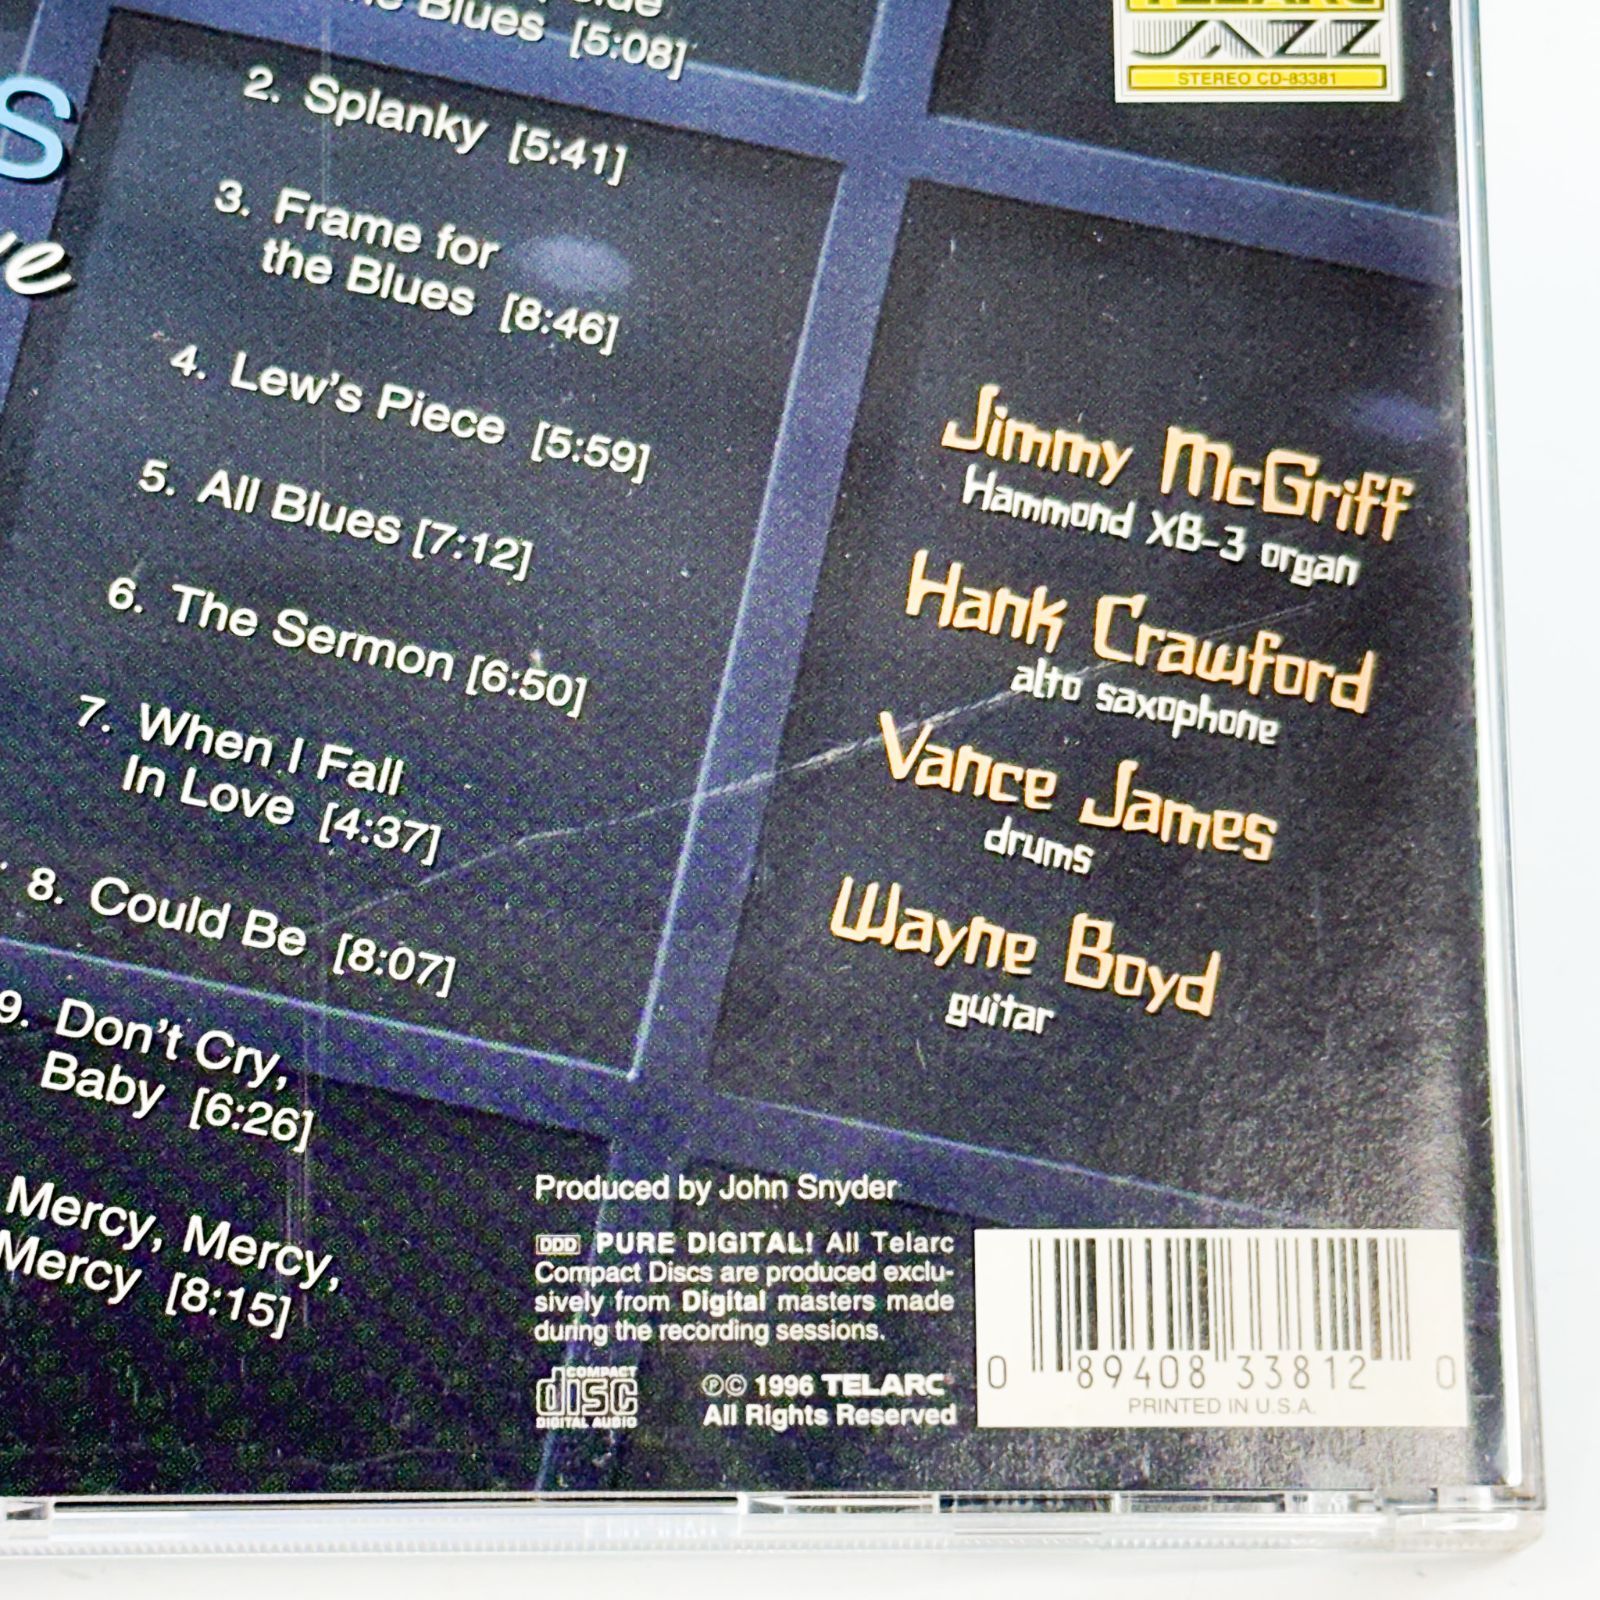 Blues [5:08]
2. Splanky [5:41]
3. Frame for
the Blues [8:46]
4. Lew's Piece [5:59]
5. All Blues [7:12]
6. The Sermon [6:50]
7. When I Fall
In Love [4:37]
8. Could Be [8:07]
9. Don't Cry,
Baby [6:26]
Mercy, Mercy,
Mercy [8:15]
TELARC
JAZZ
STEREO CD-83381
Jimmy McGriff
Hammond XB-3 organ
Hank Crawford
alto saxophone
Vance James
drums
Wayne Boyd
guitar
Produced by John Snyder
DDD PURE DIGITAL! All Telarc
Compact Discs are produced exclu-
sively from Digital masters made
during the recording sessions.
COMPACT
disc
DIGITAL AUDIO
℗© 1996 TELARC®
All Rights Reserved
0 89408 33812 0
PRINTED IN U.S.A.